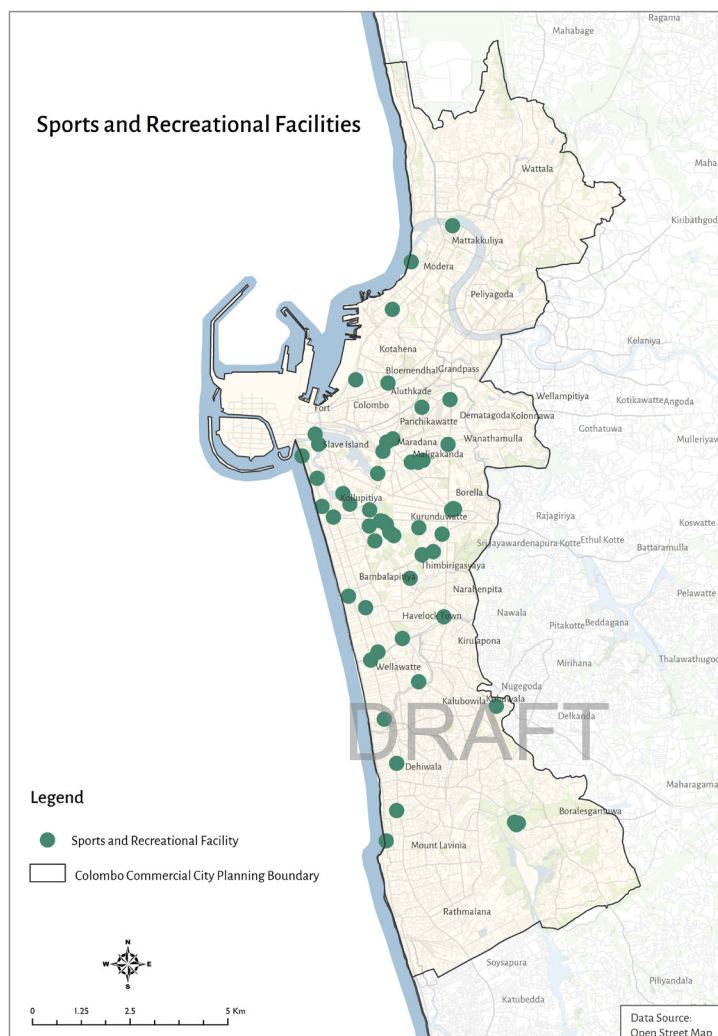 Ragama
Mahabage
Sports and Recreational Facilities
Wattala
Maha
Kiribathgod
Mattakkuliya
Modera
Peliyagoda
Kelaniya
Kotahena
Bloemendhal
Grandpass
Aluthkade
Wellampitiya
Kotikawatte
Angoda
Fort
Colombo
Dematagoda
Kolonnawa
Panchikawatte
Gothatuwa
Slave Island
Maradana
Wanathamulla
Mulleriyaw
Maligakanda
Borella
Kollupitiya
Kurunduwatte
Rajagiriya
Koswatte
Sri Jayawardenapura Kotte
Ethul Kotte
Battaramulla
Thimbirigasyaya
Bambalapitiya
Narahenpita
Pelawatte
Havelock Town
Nawala
Pitakotte
Beddagana
Kirulapona
Thalawathugod
Wellawatte
Mirihana
Nugegoda
Kalubowila
DRAFT
Delkanda
Dehiwala
Maharagama
Legend
Boralesgamuwa
Sports and Recreational Facility
Mount Lavinia
Colombo Commercial City Planning Boundary
Rathmalana
N
W E
S
Soysapura
Piliyandala
Katubedda
0 1.25 2.5 5 Km
Data Source:
Open Street Map